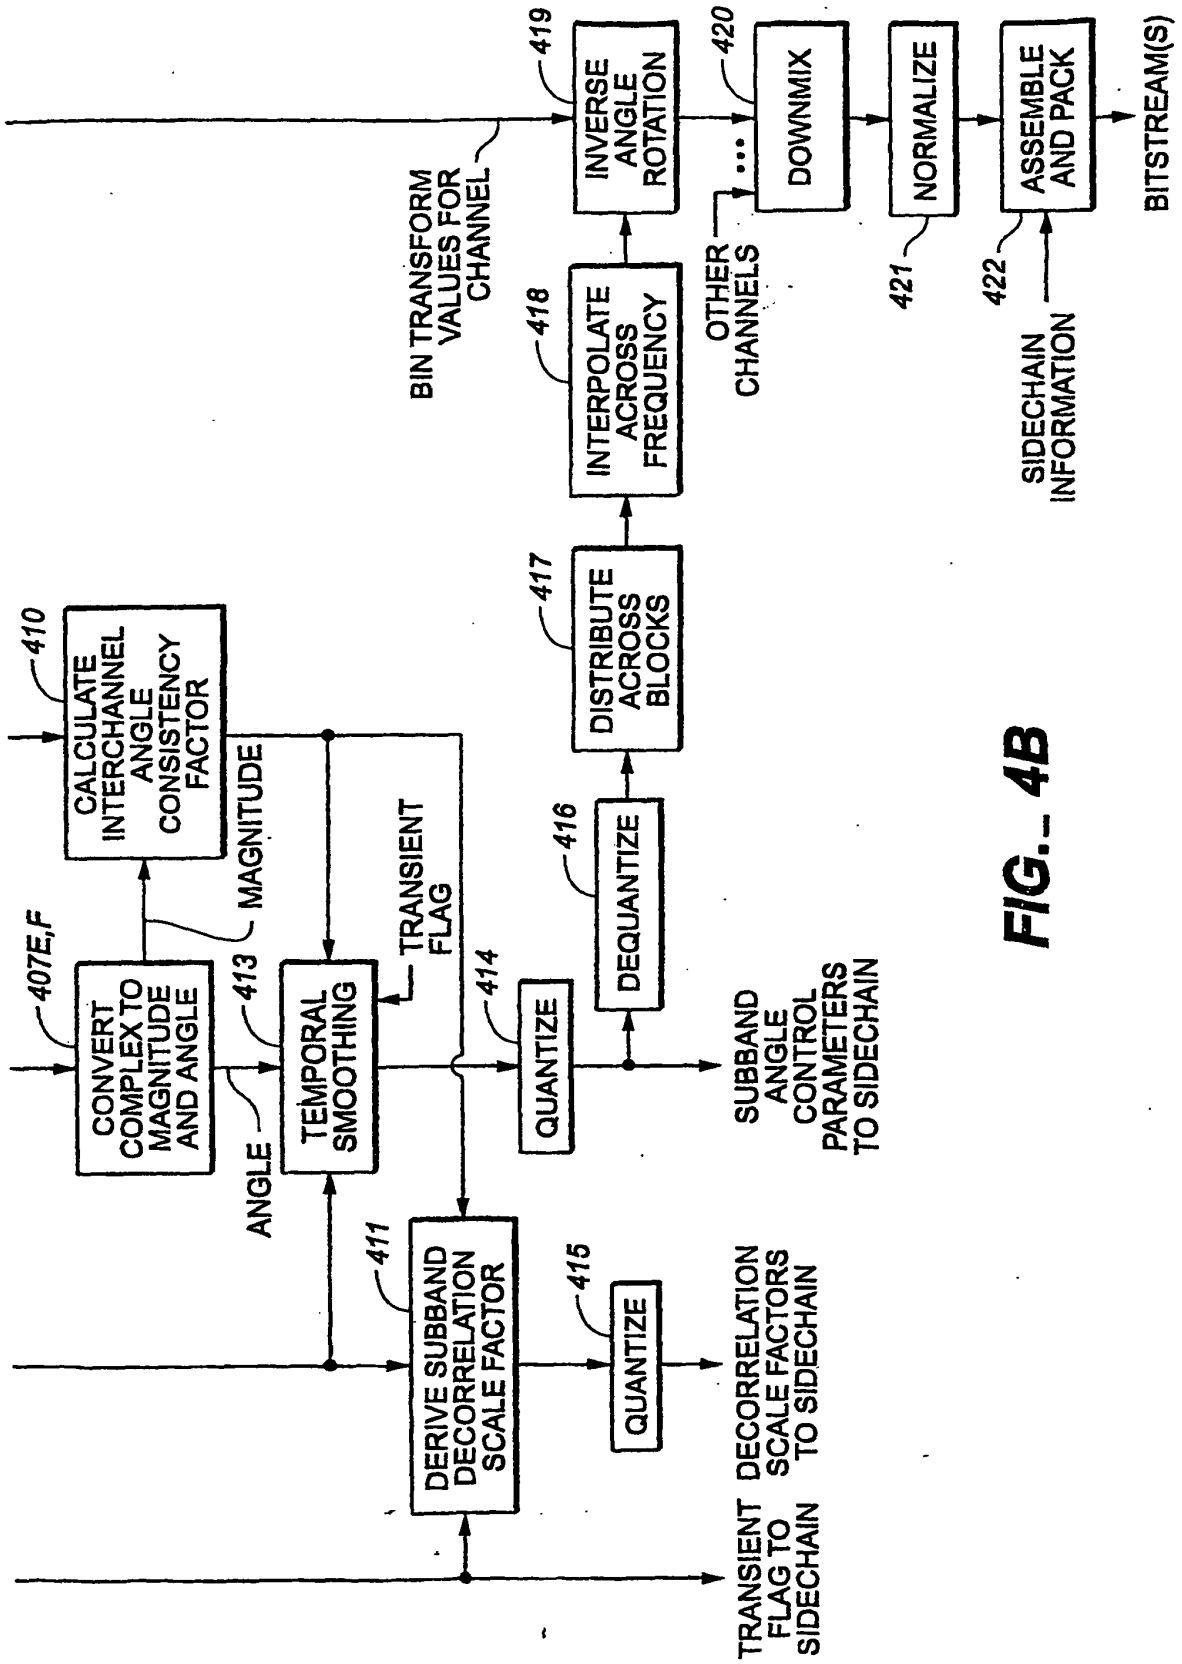 410
CALCULATE
INTERCHANNEL
ANGLE
CONSISTENCY
FACTOR
407E,F
CONVERT
COMPLEX TO
MAGNITUDE
AND ANGLE
MAGNITUDE
ANGLE
413
TEMPORAL
SMOOTHING
TRANSIENT
FLAG
411
DERIVE SUBBAND
DECORRELATION
SCALE FACTOR
414
QUANTIZE
415
QUANTIZE
416
DEQUANTIZE
417
DISTRIBUTE
ACROSS
BLOCKS
418
INTERPOLATE
ACROSS
FREQUENCY
BIN TRANSFORM
VALUES FOR
CHANNEL
419
INVERSE
ANGLE
ROTATION
OTHER
CHANNELS
...
420
DOWNMIX
421
NORMALIZE
422
ASSEMBLE
AND PACK
SIDECHAIN
INFORMATION
BITSTREAM(S)
TRANSIENT
FLAG TO
SIDECHAIN
DECORRELATION
SCALE FACTORS
TO SIDECHAIN
SUBBAND
ANGLE
CONTROL
PARAMETERS
TO SIDECHAIN
FIG._ 4B